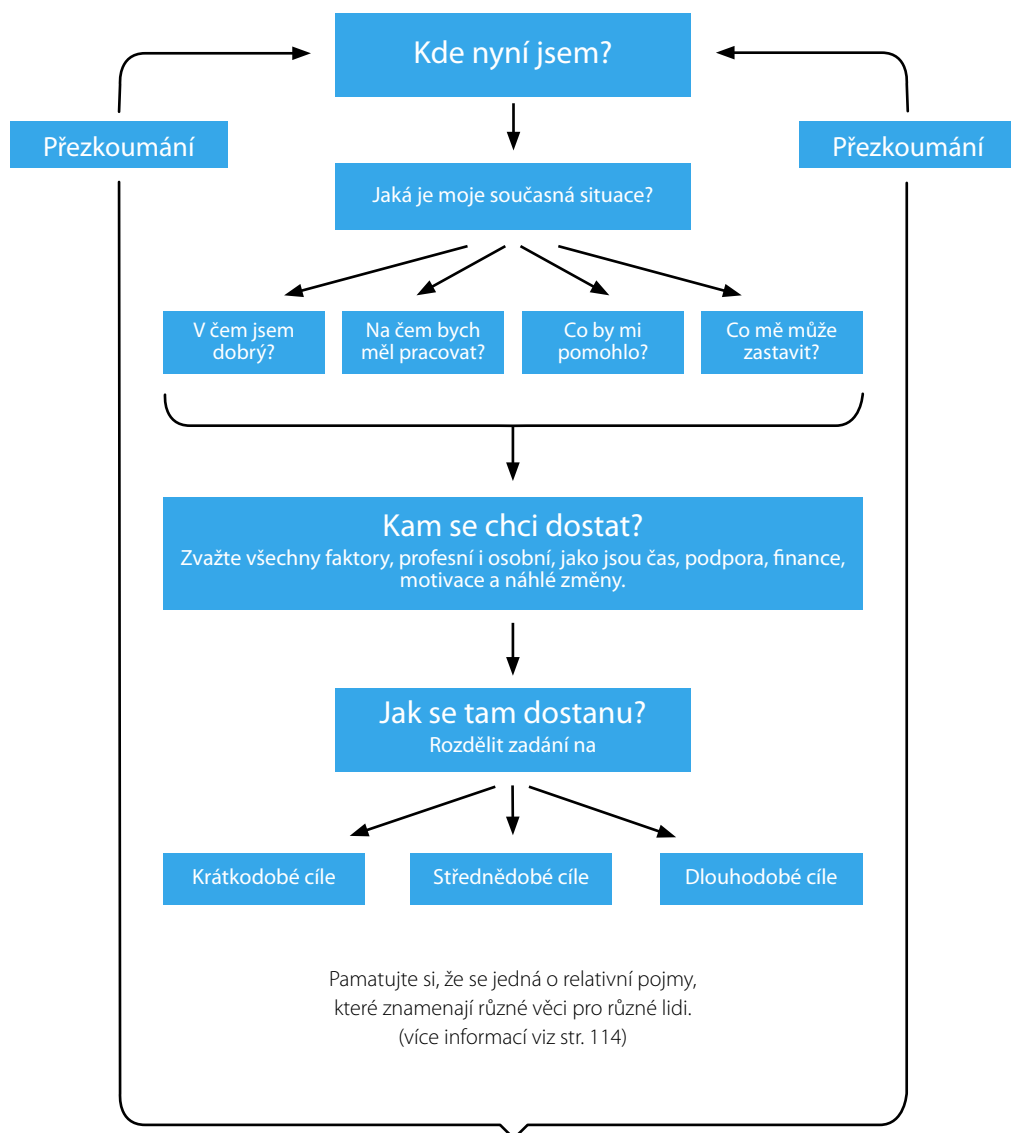 Kde nyní jsem?
Přezkoumání
Přezkoumání
Jaká je moje současná situace?
V čem jsem
dobrý?
Na čem bych
měl pracovat?
Co by mi
pomohlo?
Co mě může
zastavit?
Kam se chci dostat?
Zvažte všechny faktory, profesní i osobní, jako jsou čas, podpora, finance,
motivace a náhlé změny.
Jak se tam dostanu?
Rozdělit zadání na
Krátkodobé cíle
Střednědobé cíle
Dlouhodobé cíle
Pamatujte si, že se jedná o relativní pojmy,
které znamenají různé věci pro různé lidi.
(více informací viz str. 114)